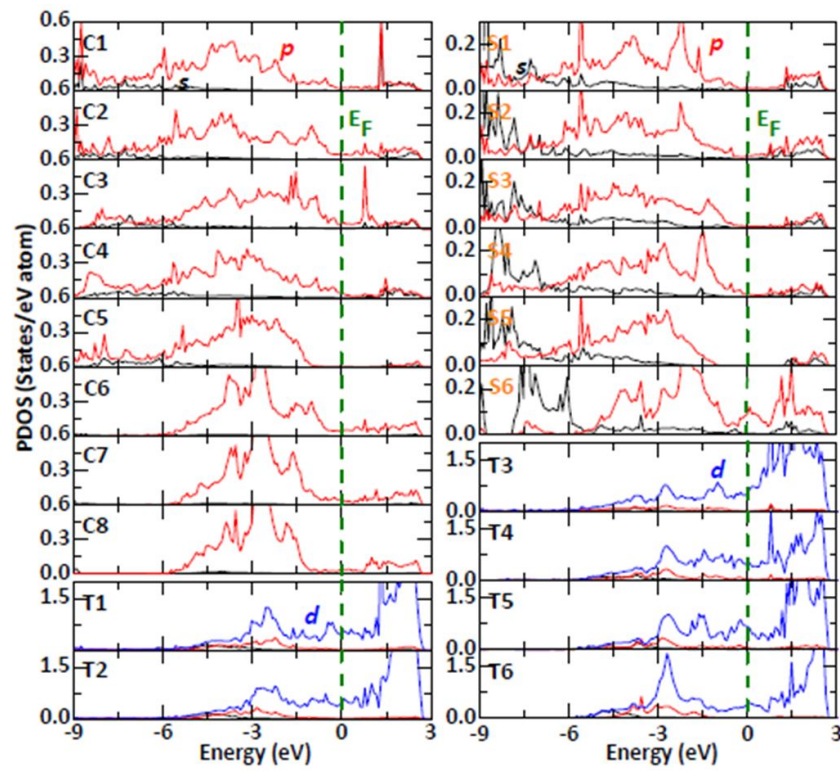 PDOS (States/eV atom)
0.6
C1
p
0.3
s
0.6
C2
0.3
E_F
0.6
C3
0.3
0.6
C4
0.3
0.6
C5
0.3
0.6
C6
0.3
0.6
C7
0.3
0.6
C8
0.3
0.0
T1
d
1.5
T2
1.5
0.0
-9 -6 -3 0 3
Energy (eV)
S1
p
0.2
s
0.0
S2
0.2
E_F
0.0
S3
0.2
0.0
S4
0.2
0.0
S5
0.2
0.0
S6
0.2
0.0
T3
d
1.5
T4
0.0
1.5
T5
1.5
T6
1.5
0.0
-9 -6 -3 0 3
Energy (eV)